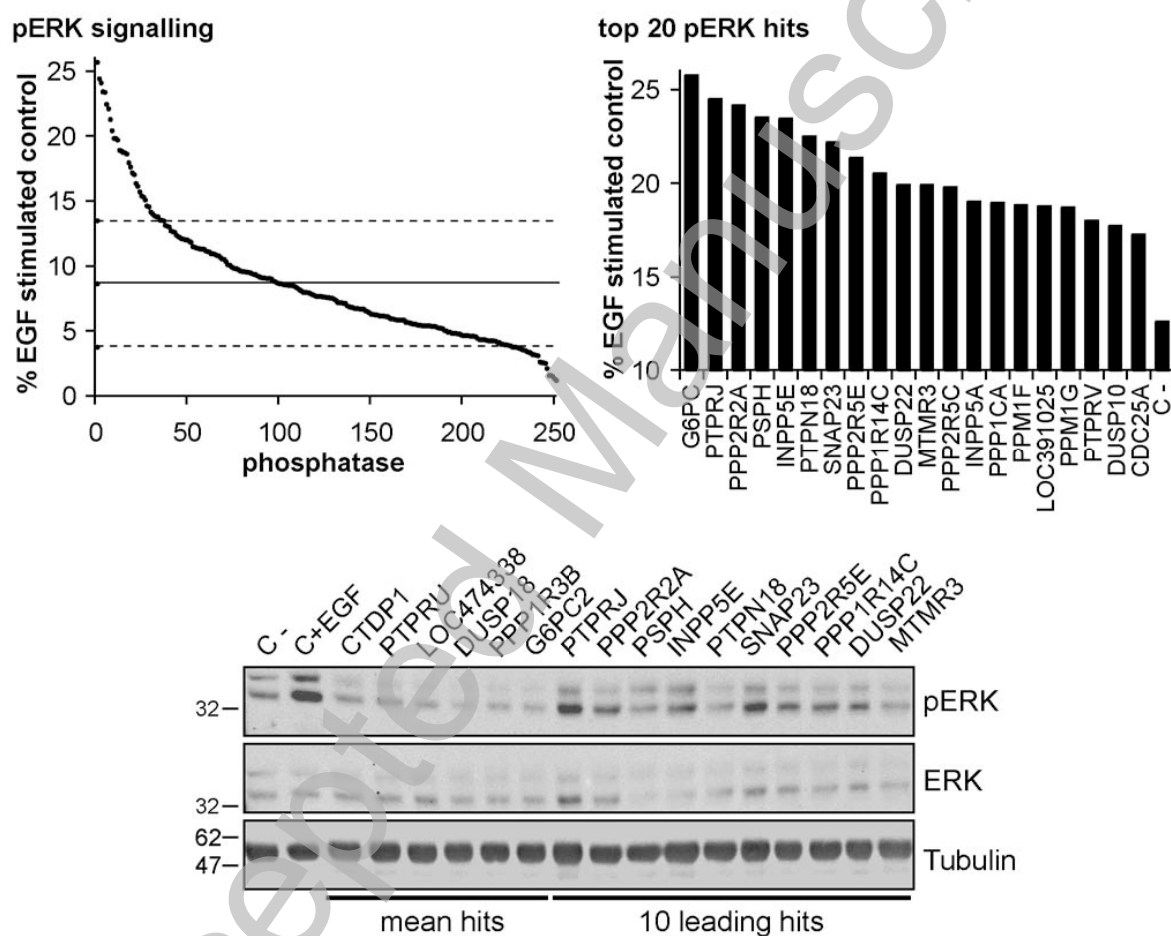 pERK signalling
% EGF stimulated control
25
20
15
10
5
0
0 50 100 150 200 250
phosphatase
top 20 pERK hits
% EGF stimulated control
25
20
15
10
G6PC
PTPRJ
PPP2R2A
PSPH
INPP5E
PTPN18
SNAP23
PPP2R5E
PPP1R14C
DUSP22
MTMR3
PPP2R5C
INPP5A
PPP1CA
PPM1F
LOC391025
PPM1G
PTPRV
DUSP10
CDC25A
C -
C -
C+EGF
CTDP1
PTPRU
LOC474338
DUSP18
PPP1R3B
G6PC2
PTPRJ
PPP2R2A
PSPH
INPP5E
PTPN18
SNAP23
PPP2R5E
PPP1R14C
DUSP22
MTMR3
32
pERK
32
ERK
62
47
Tubulin
mean hits 10 leading hits
epted Manusc